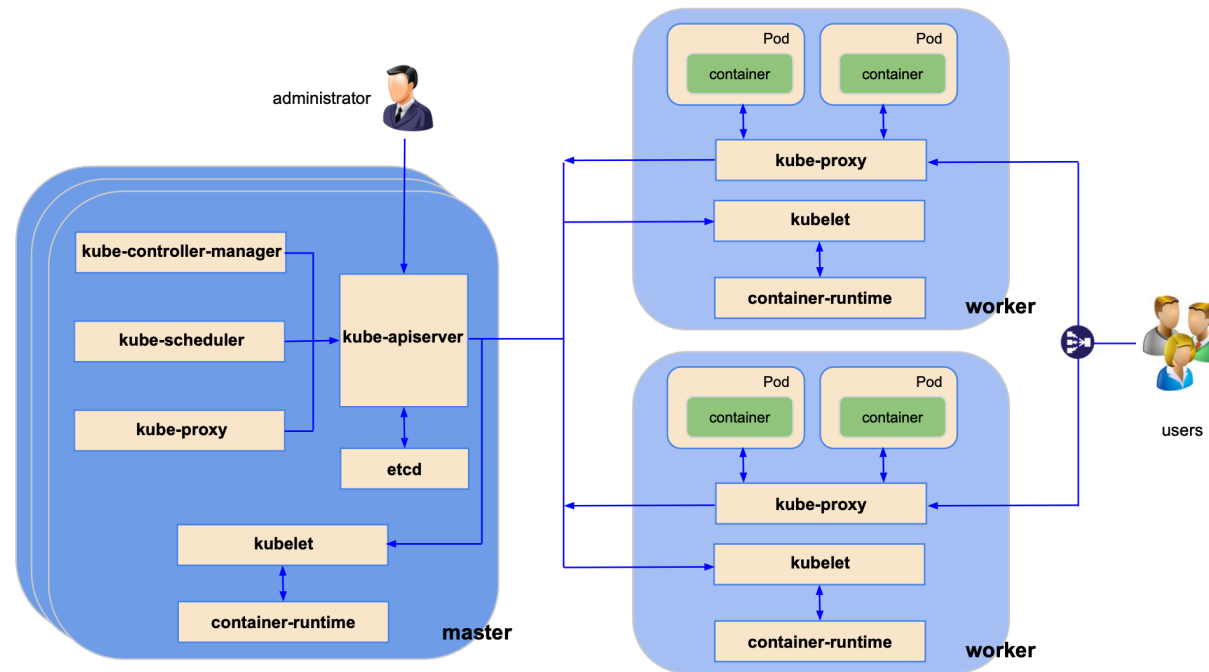 administrator
kube-controller-manager
kube-scheduler
kube-proxy
kube-apiserver
etcd
kubelet
container-runtime
master
Pod
container
Pod
container
kube-proxy
kubelet
container-runtime
worker
Pod
container
Pod
container
kube-proxy
kubelet
container-runtime
worker
users